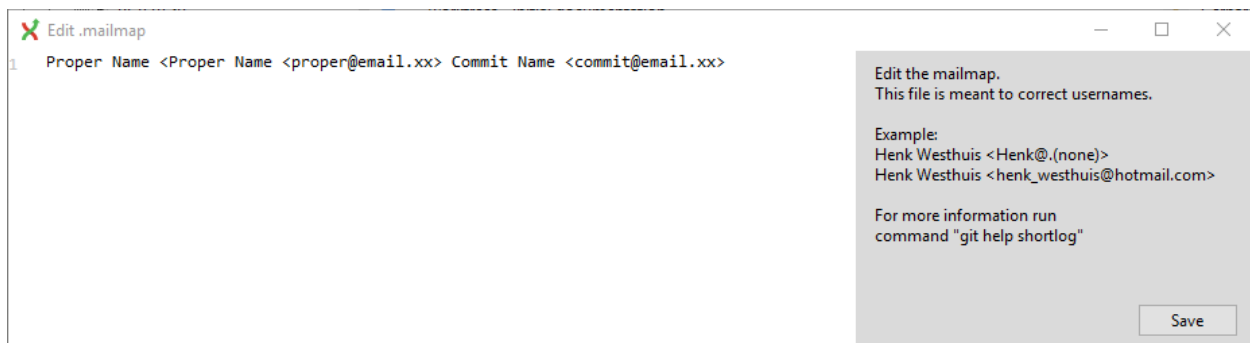 Edit .mailmap
1 Proper Name <Proper Name <proper@email.xx> Commit Name <commit@email.xx>
Edit the mailmap.
This file is meant to correct usernames.
Example:
Henk Westhuis <Henk@.(none)>
Henk Westhuis <henk_westhuis@hotmail.com>
For more information run
command "git help shortlog"
Save